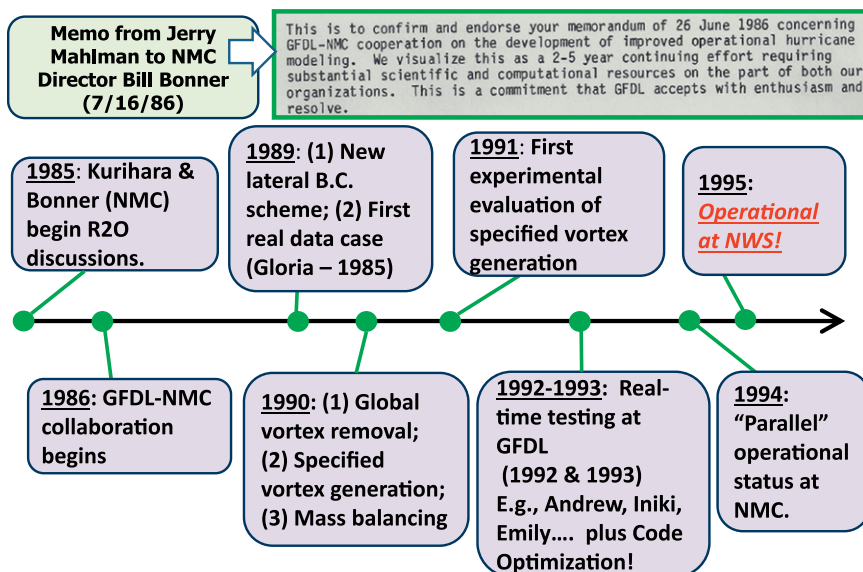 Memo from Jerry
Mahlman to NMC
Director Bill Bonner
(7/16/86)
This is to confirm and endorse your memorandum of 26 June 1986 concerning
GFDL-NMC cooperation on the development of improved operational hurricane
modeling. We visualize this as a 2-5 year continuing effort requiring
substantial scientific and computational resources on the part of both our
organizations. This is a commitment that GFDL accepts with enthusiasm and
resolve.
1985: Kurihara &
Bonner (NMC)
begin R2O
discussions.
1989: (1) New
lateral B.C.
scheme; (2) First
real data case
(Gloria – 1985)
1991: First
experimental
evaluation of
specified vortex
generation
1995:
Operational
at NWS!
1986: GFDL-NMC
collaboration
begins
1990: (1) Global
vortex removal;
(2) Specified
vortex generation;
(3) Mass balancing
1992-1993: Real-
time testing at
GFDL
(1992 & 1993)
E.g., Andrew, Iniki,
Emily.... plus Code
Optimization!
1994:
“Parallel”
operational
status at
NMC.